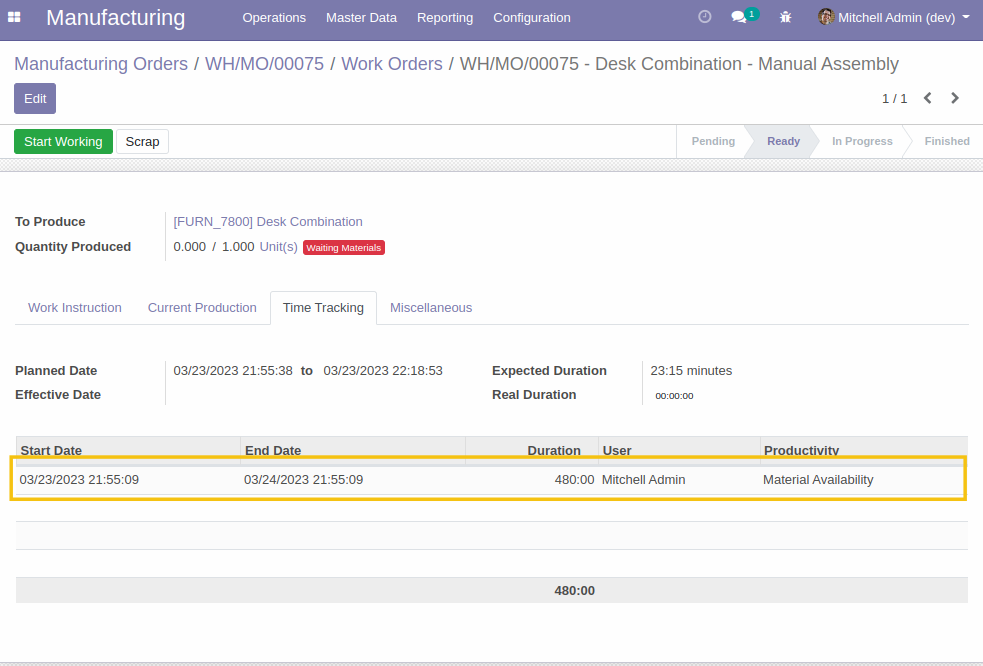 Manufacturing Operations Master Data Reporting Configuration 1 Mitchell Admin (dev)
Manufacturing Orders / WH/MO/00075 / Work Orders / WH/MO/00075 - Desk Combination - Manual Assembly
Edit 1 / 1
Start Working Scrap Pending Ready In Progress Finished
To Produce [FURN_7800] Desk Combination
Quantity Produced 0.000 / 1.000 Unit(s) Waiting Materials
Work Instruction Current Production Time Tracking Miscellaneous
Planned Date 03/23/2023 21:55:38 to 03/23/2023 22:18:53 Expected Duration 23:15 minutes
Effective Date Real Duration 00:00:00
Start Date End Date Duration User Productivity
03/23/2023 21:55:09 03/24/2023 21:55:09 480:00 Mitchell Admin Material Availability
480:00